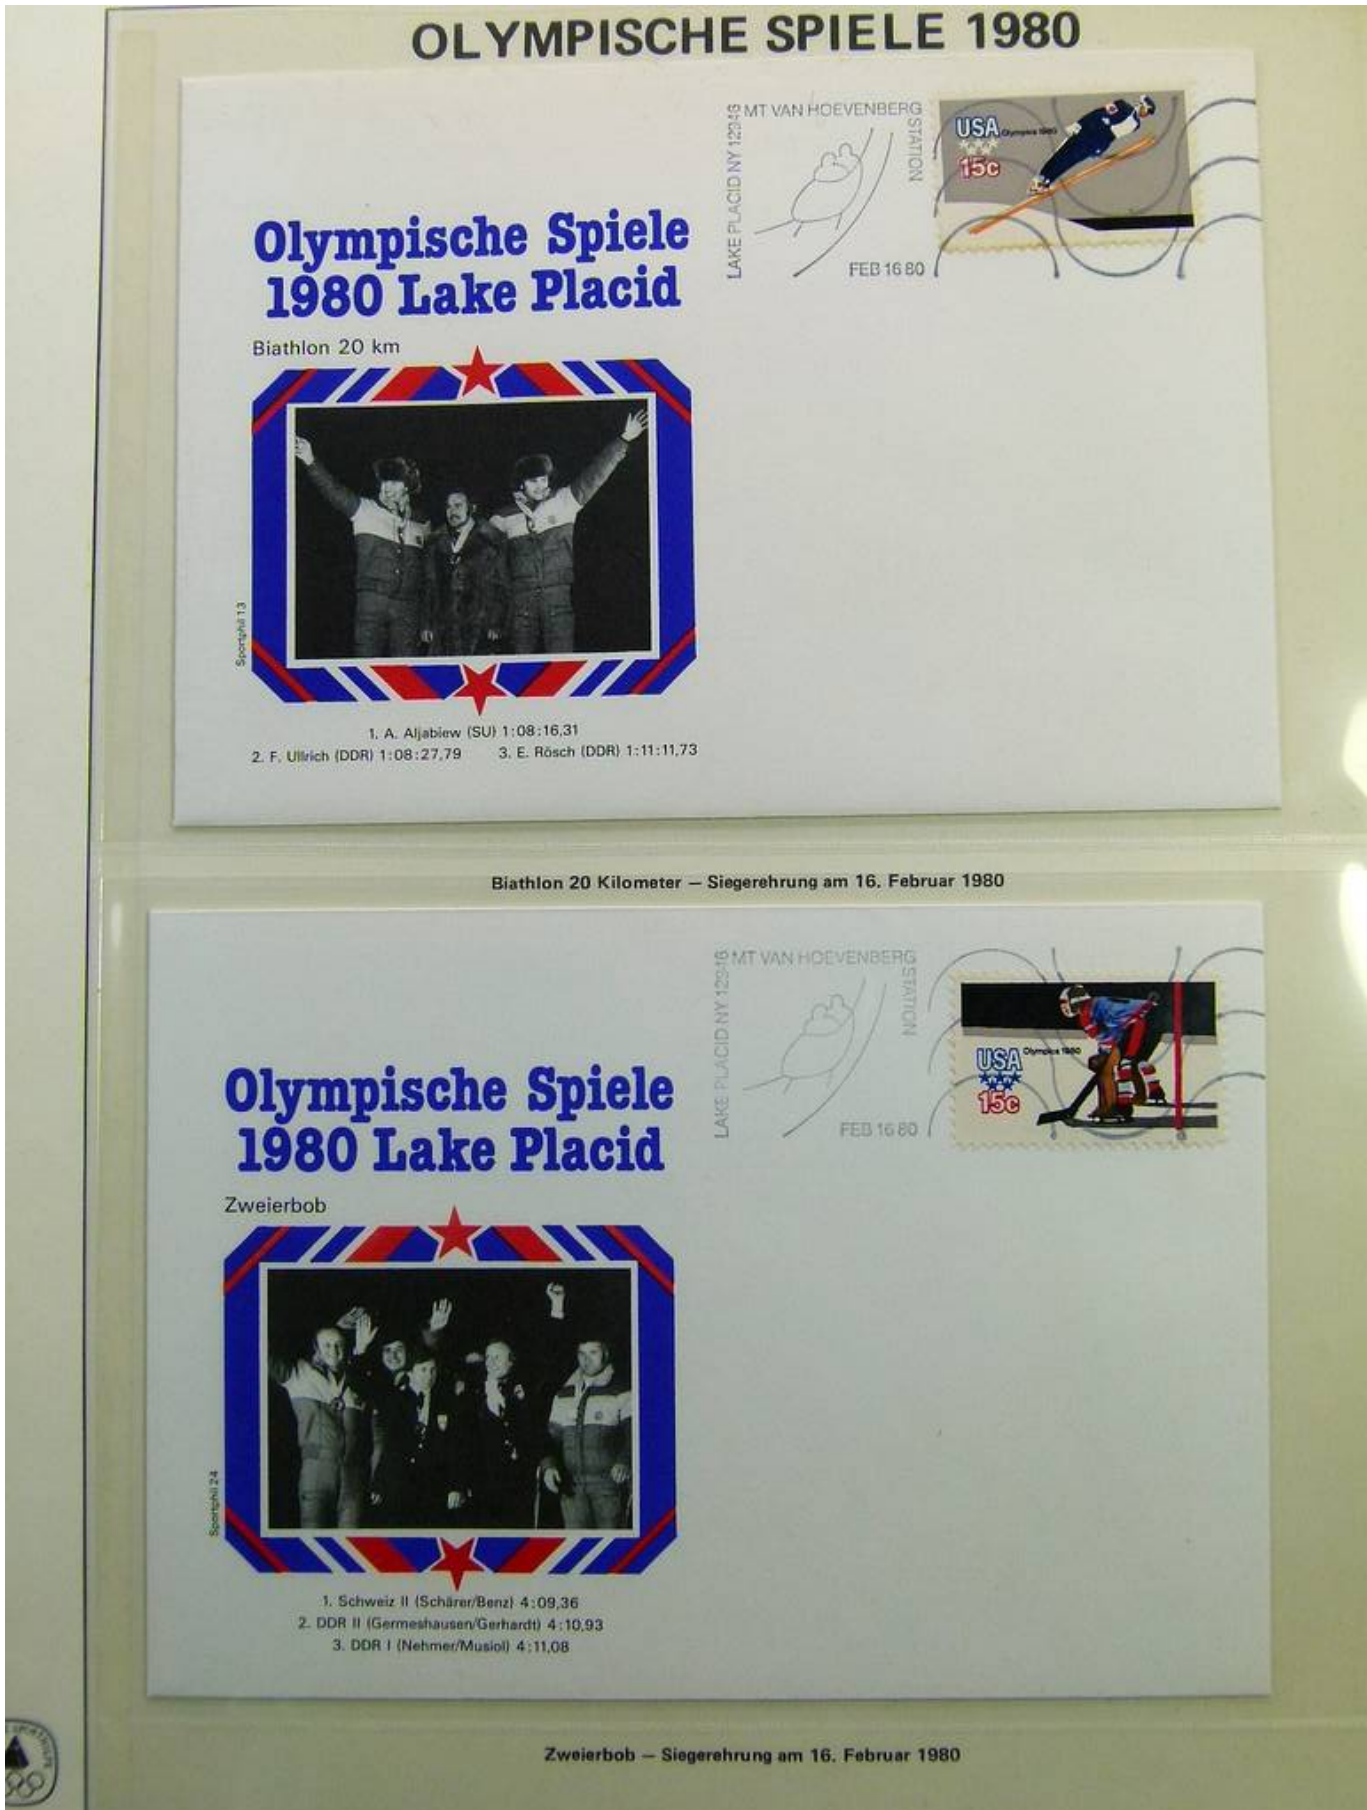 OLYMPISCHE SPIELE 1980
LAKE PLACID NY 12946
MT VAN HOEVENBERG
STATION
FEB 16 80
USA Olympics 1980
15c
Olympische Spiele
1980 Lake Placid
Biathlon 20 km
Sportphil 13
1. A. Aljabiew (SU) 1:08:16,31
2. F. Ullrich (DDR) 1:08:27,79 3. E. Rösch (DDR) 1:11:11,73
Biathlon 20 Kilometer – Siegerehrung am 16. Februar 1980
LAKE PLACID NY 12946
MT VAN HOEVENBERG
STATION
FEB 16 80
USA Olympics 1980
15c
Olympische Spiele
1980 Lake Placid
Zweierbob
Sportphil 24
1. Schweiz II (Schärer/Benz) 4:09,36
2. DDR II (Germeshausen/Gerhardt) 4:10,93
3. DDR I (Nehmer/Musiol) 4:11,08
Zweierbob – Siegerehrung am 16. Februar 1980